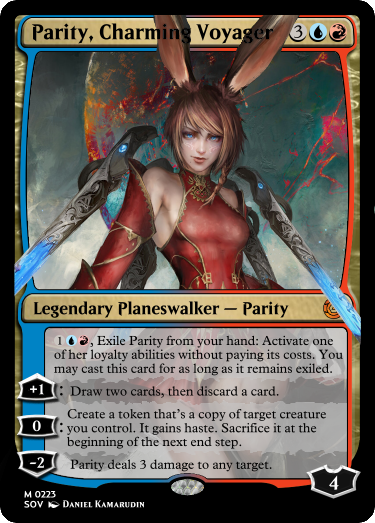 Parity, Charming Voyager 3
Legendary Planeswalker — Parity
1, Exile Parity from your hand: Activate one
of her loyalty abilities without paying its costs. You
may cast this card for as long as it remains exiled.
+1: Draw two cards, then discard a card.
Create a token that's a copy of target creature
0: you control. It gains haste. Sacrifice it at the
beginning of the next end step.
-2: Parity deals 3 damage to any target.
4
M 0223
SOV DANIEL KAMARUDIN